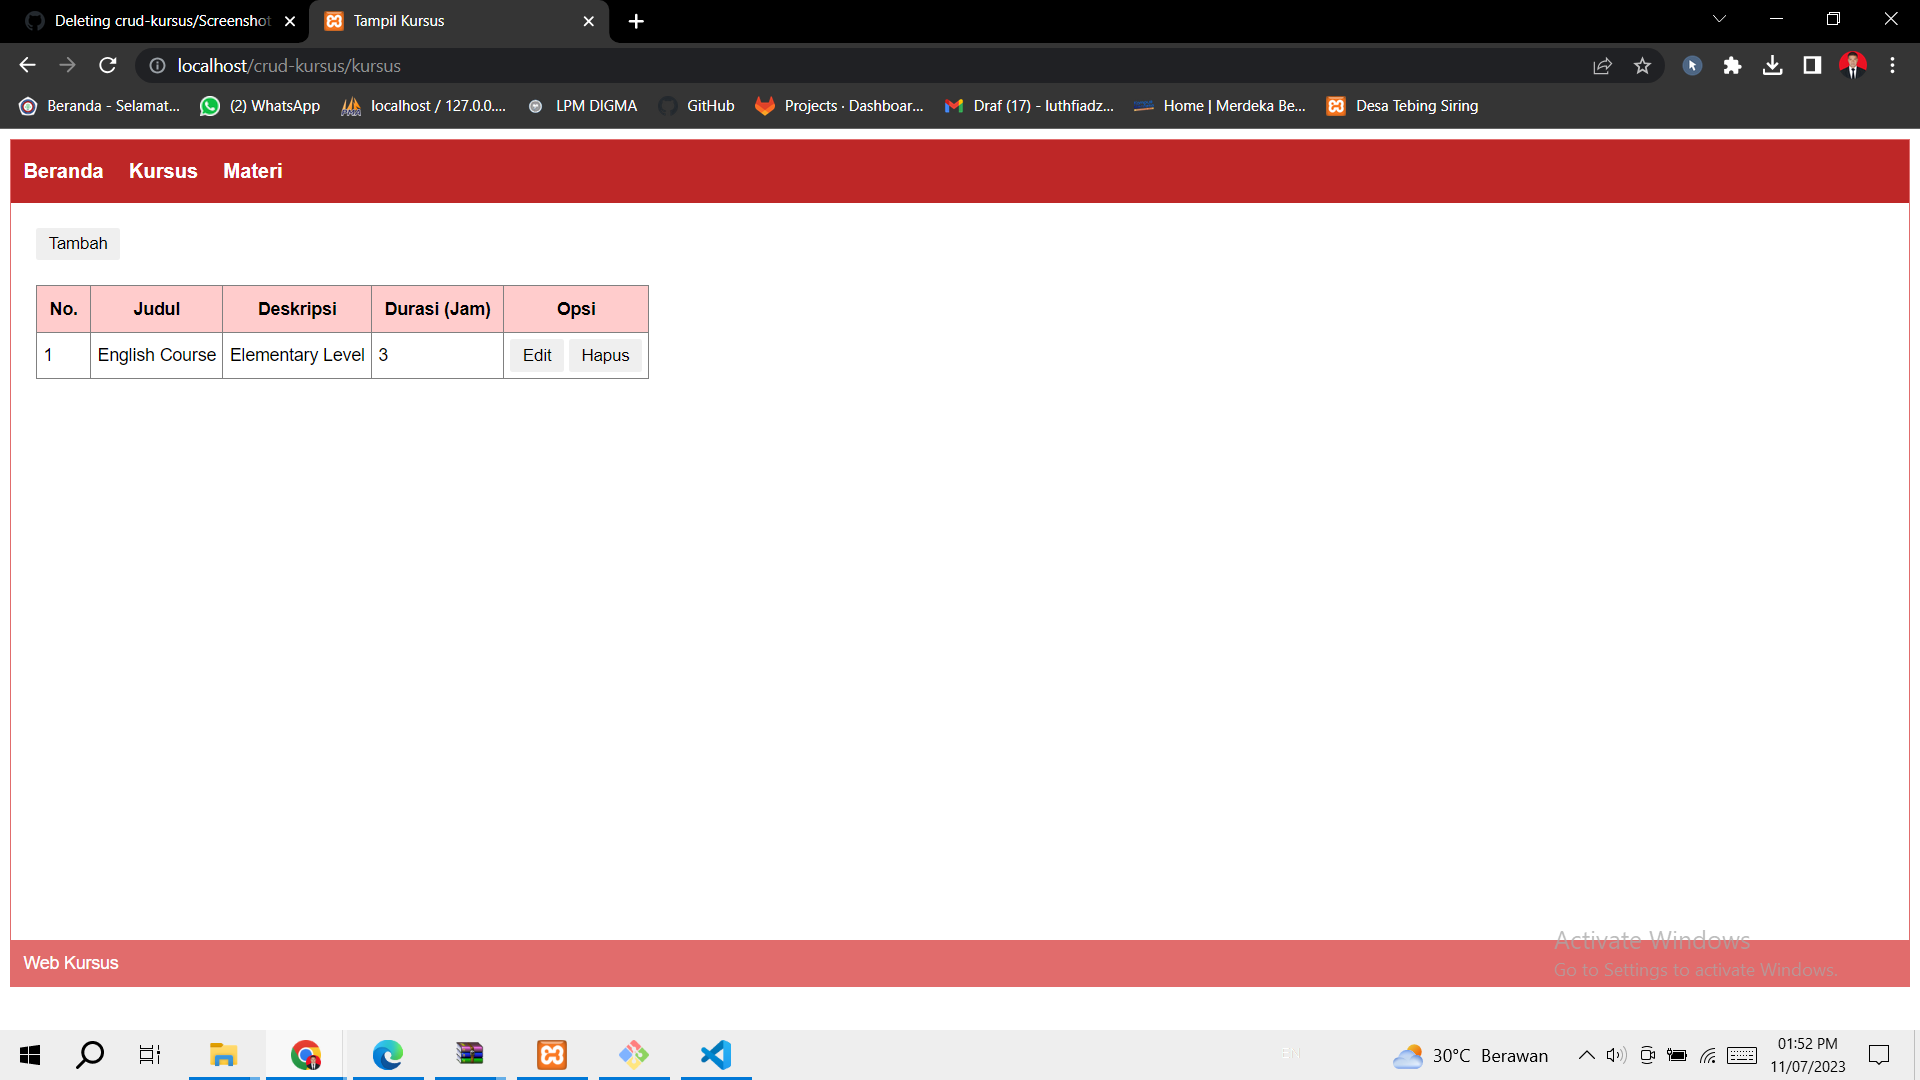 Deleting crud-kursus/Screenshot
Tampil Kursus
localhost/crud-kursus/kursus
Beranda - Selamat...
(2) WhatsApp
localhost / 127.0.0....
LPM DIGMA
GitHub
Projects · Dashboar...
Draf (17) - luthfiadz...
Home | Merdeka Be...
Desa Tebing Siring
Beranda Kursus Materi
Tambah
No. Judul Deskripsi Durasi (Jam) Opsi
1 English Course Elementary Level 3 Edit Hapus
Activate Windows
Go to Settings to activate Windows.
Web Kursus
30°C Berawan
01:52 PM
11/07/2023